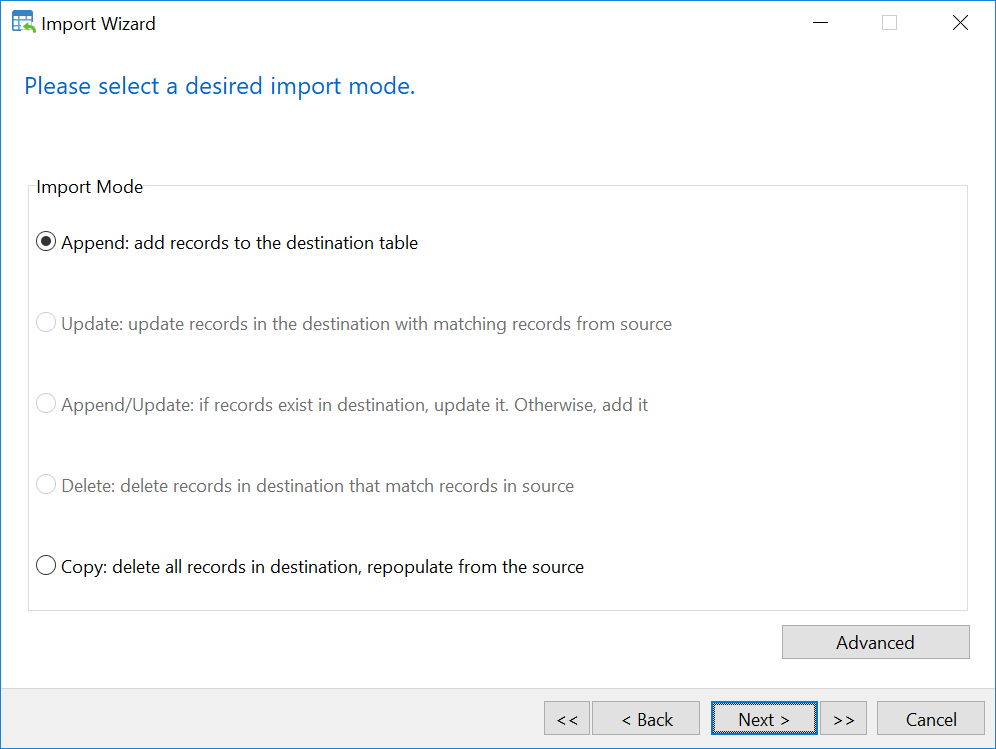 Import Wizard
Please select a desired import mode.
Import Mode
Append: add records to the destination table
Update: update records in the destination with matching records from source
Append/Update: if records exist in destination, update it. Otherwise, add it
Delete: delete records in destination that match records in source
Copy: delete all records in destination, repopulate from the source
Advanced
<< < Back Next > >> Cancel